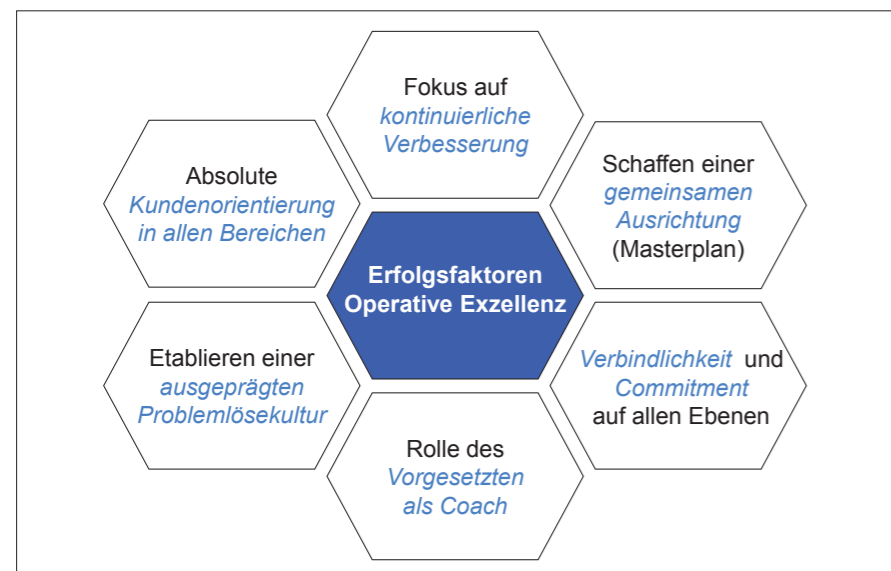 Fokus auf
kontinuierliche
Verbesserung
Schaffen einer
gemeinsamen
Ausrichtung
(Masterplan)
Verbindlichkeit und
Commitment
auf allen Ebenen
Rolle des
Vorgesetzten
als Coach
Etablieren einer
ausgeprägten
Problemlösekultur
Absolute
Kundenorientierung
in allen Bereichen
Erfolgsfaktoren
Operative Exzellenz